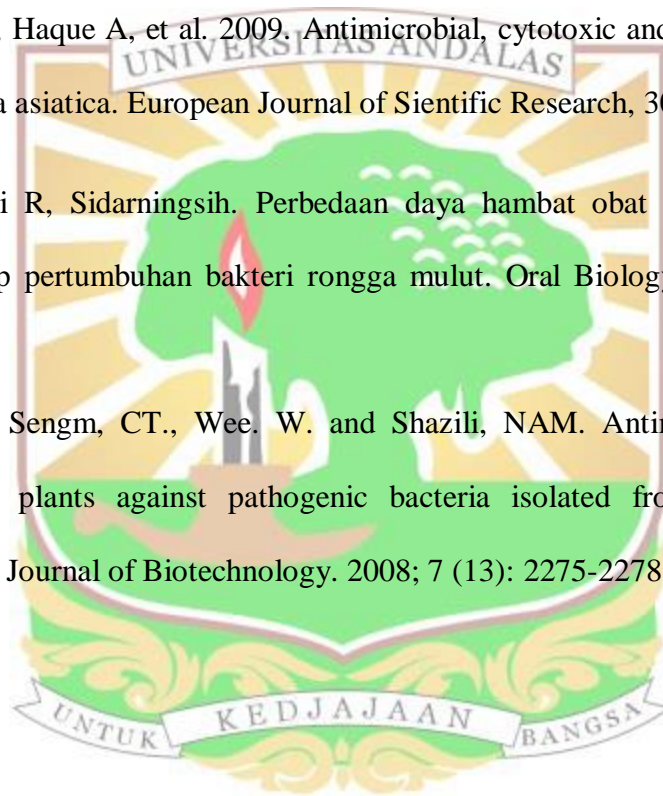 UNIVERSITAS ANDALAS
, Haque A, et al. 2009. Antimicrobial, cytotoxic and
a asiatica. European Journal of Sientific Research, 30
i R, Sidarningsih. Perbedaan daya hambat obat
p pertumbuhan bakteri rongga mulut. Oral Biology
Sengm, CT., Wee. W. and Shazili, NAM. Antin
plants against pathogenic bacteria isolated fro
Journal of Biotechnology. 2008; 7 (13): 2275-2278
UNTUK KEDJAJAAN BANGSA